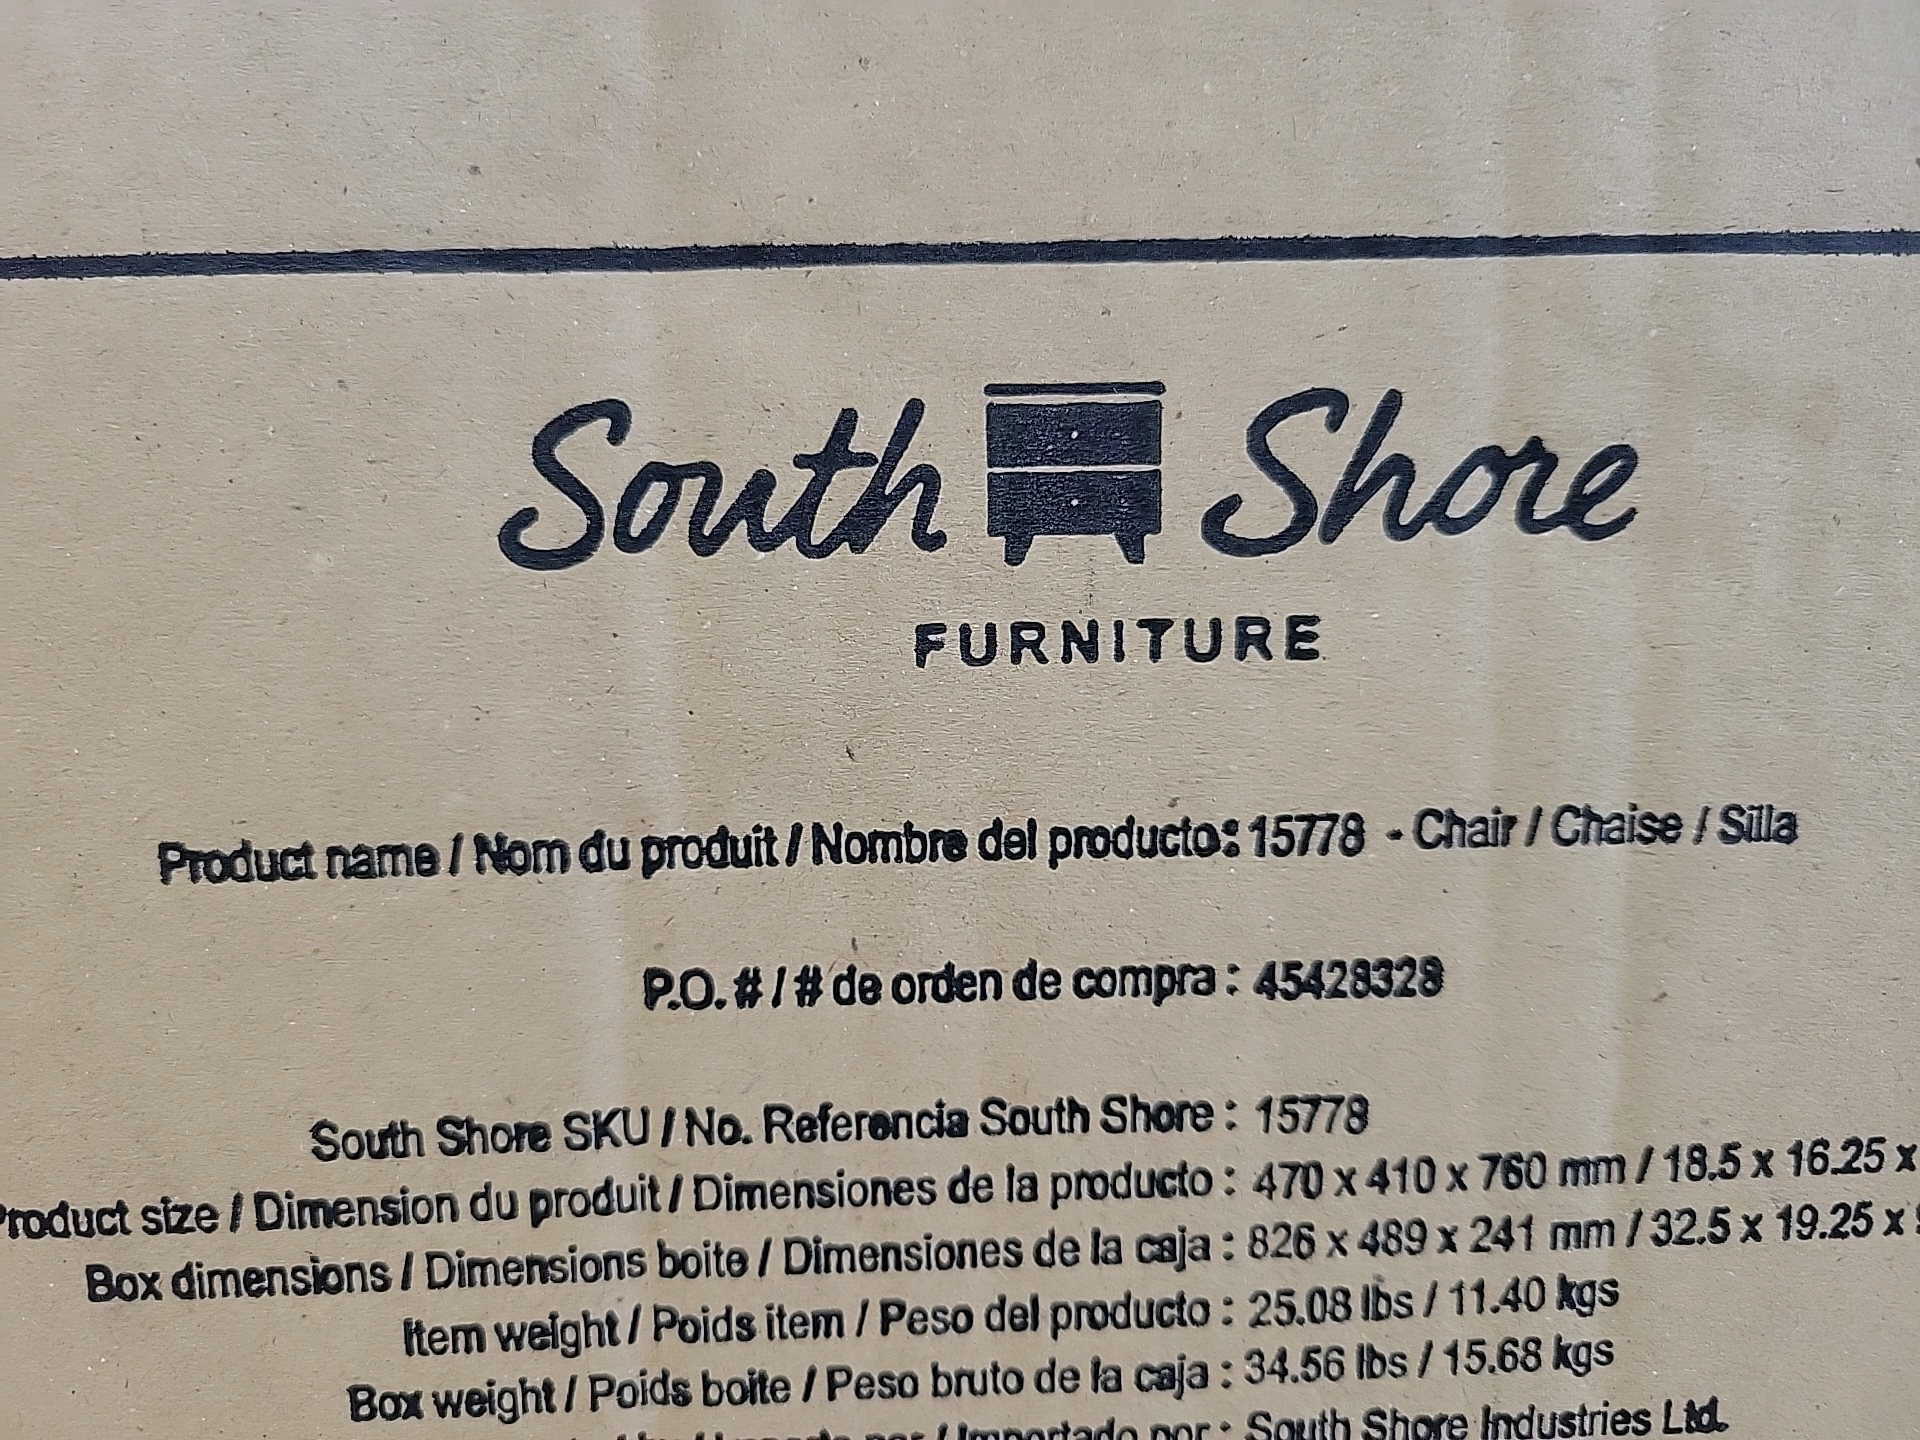 South Shore
FURNITURE
Product name / Nom du produit / Nombre del producto: 15778 - Chair / Chaise / Silla
P.O. # / # de orden de compra : 45428328
South Shore SKU / No. Referencia South Shore : 15778
Product size / Dimension du produit / Dimensiones de la producto : 470 x 410 x 760 mm / 18.5 x 16.25 x
Box dimensions / Dimensions boite / Dimensiones de la caja : 826 x 489 x 241 mm / 32.5 x 19.25 x
Item weight / Poids item / Peso del producto : 25.08 lbs / 11.40 kgs
Box weight / Poids boite / Peso bruto de la caja : 34.56 lbs / 15.68 kgs
/ Importado por : South Shore Industries Ltd.